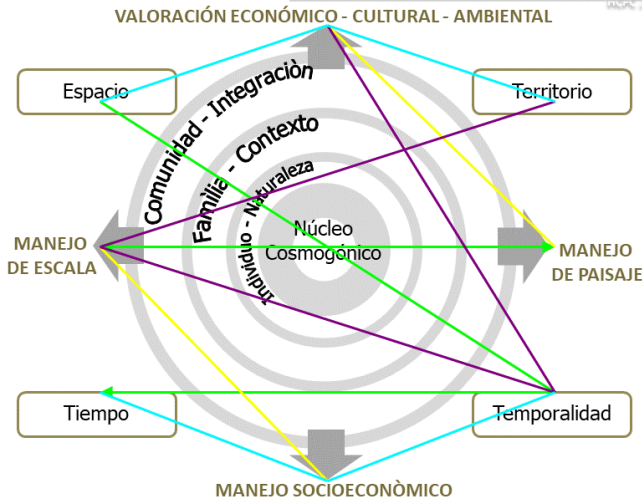 VALORACIÓN ECONÓMICO - CULTURAL - AMBIENTAL
Espacio
Territorio
Comunidad - Integraciòn
Famìlia - Contexto
Individuo - Naturaleza
Núcleo
Cosmogónico
MANEJO
DE ESCALA
MANEJO
DE PAISAJE
Tiempo
Temporalidad
MANEJO SOCIOECONÒMICO